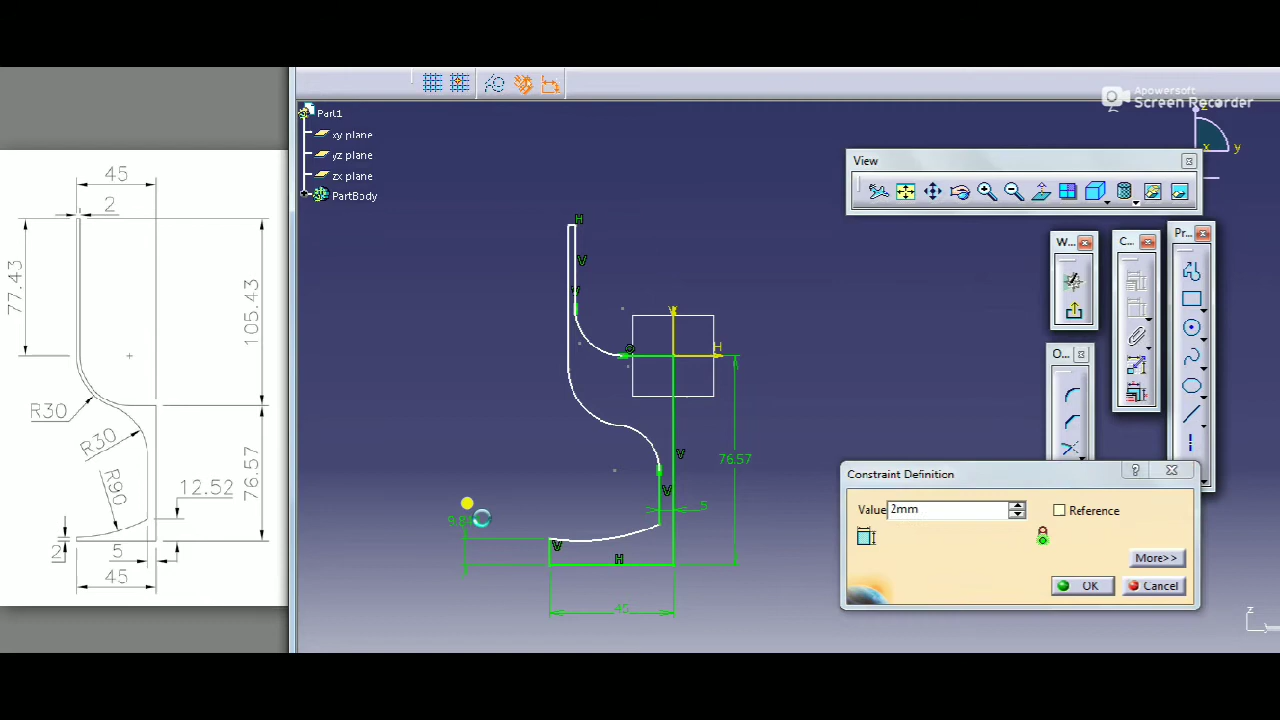 Apowersoft
Screen Recorder
Part1
xy plane
yz plane
zx plane
PartBody
z
x
y
View
W...
C...
Pr...
O...
45
2
77.43
105.43
R30
R30
R90
12.52
76.57
2
5
45
H
V
V
V
H
V
76.57
V
5
V
H
45
Constraint Definition
?
Value
2mm
Reference
More>>
OK
Cancel
z